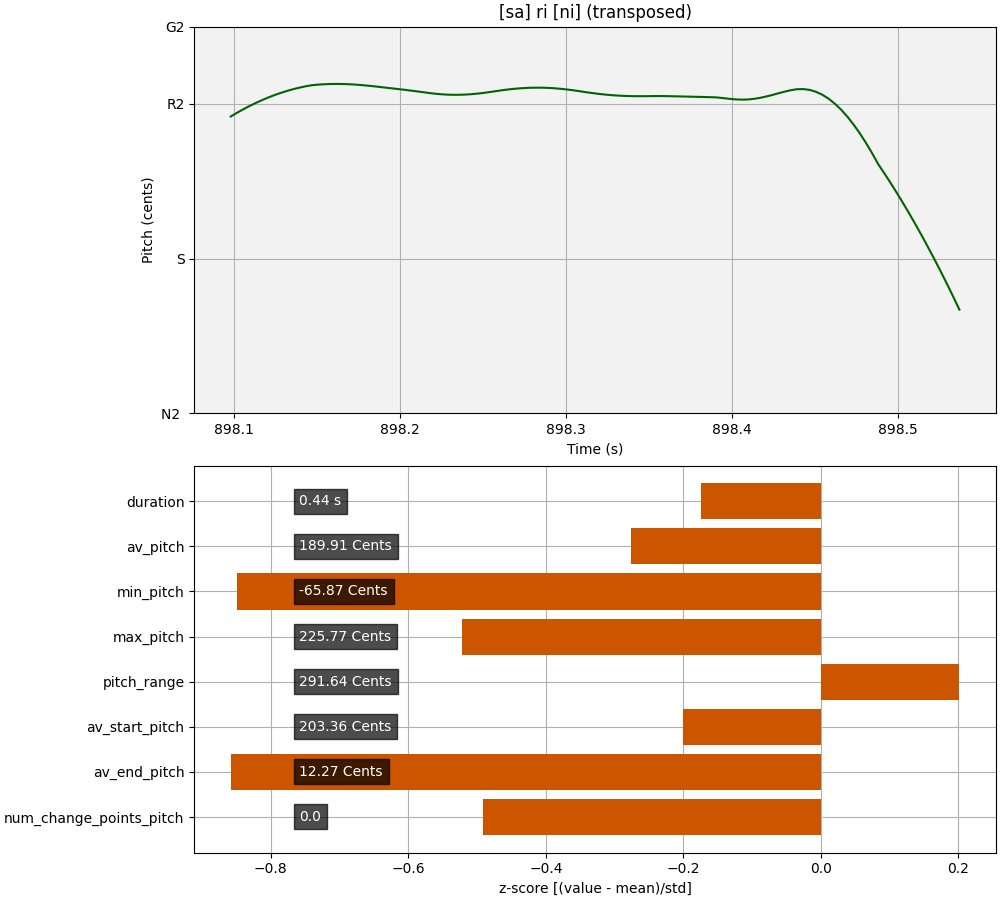 [sa] ri [ni] (transposed)
G2
R2
S
N2
Pitch (cents)
898.1 898.2 898.3 898.4 898.5
Time (s)
duration 0.44 s
av_pitch 189.91 Cents
min_pitch -65.87 Cents
max_pitch 225.77 Cents
pitch_range 291.64 Cents
av_start_pitch 203.36 Cents
av_end_pitch 12.27 Cents
num_change_points_pitch 0.0
−0.8 −0.6 −0.4 −0.2 0.0 0.2
z-score [(value - mean)/std]